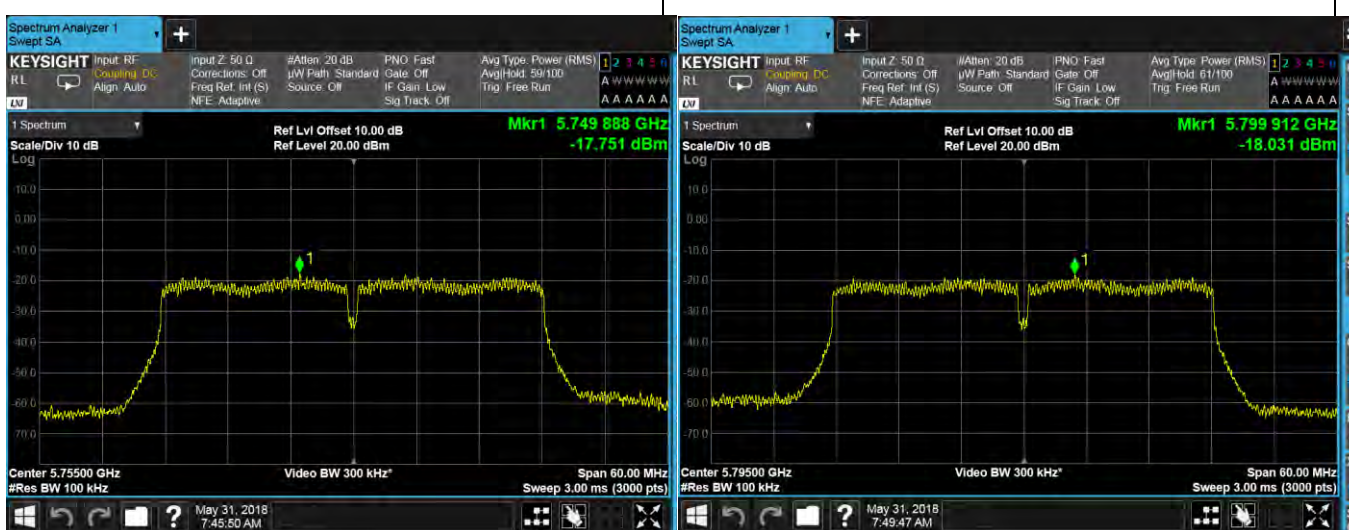 Spectrum Analyzer 1
Swept SA
+
KEYSIGHT
RL
LXI
Input: RF
Coupling: DC
Align: Auto
Input Z: 50 Ω
Corrections: Off
Freq Ref: Int (S)
NFE: Adaptive
#Atten: 20 dB
µW Path: Standard
Source: Off
PNO: Fast
Gate: Off
IF Gain: Low
Sig Track: Off
Avg Type: Power (RMS)
Avg|Hold: 59/100
Trig: Free Run
1 2 3 4 5 6
A W W W W W
A A A A A A
1 Spectrum
Scale/Div 10 dB
Ref Lvl Offset 10.00 dB
Ref Level 20.00 dBm
Mkr1 5.749 888 GHz
-17.751 dBm
Log
10.0
0.00
-10.0
-20.0
-30.0
-40.0
-50.0
-60.0
-70.0
1
Center 5.75500 GHz
#Res BW 100 kHz
Video BW 300 kHz*
Span 60.00 MHz
Sweep 3.00 ms (3000 pts)
?
May 31, 2018
7:45:50 AM
Spectrum Analyzer 1
Swept SA
+
KEYSIGHT
RL
LXI
Input: RF
Coupling: DC
Align: Auto
Input Z: 50 Ω
Corrections: Off
Freq Ref: Int (S)
NFE: Adaptive
#Atten: 20 dB
µW Path: Standard
Source: Off
PNO: Fast
Gate: Off
IF Gain: Low
Sig Track: Off
Avg Type: Power (RMS)
Avg|Hold: 61/100
Trig: Free Run
1 2 3 4 5 6
A W W W W W
A A A A A A
1 Spectrum
Scale/Div 10 dB
Ref Lvl Offset 10.00 dB
Ref Level 20.00 dBm
Mkr1 5.799 912 GHz
-18.031 dBm
Log
10.0
0.00
-10.0
-20.0
-30.0
-40.0
-50.0
-60.0
-70.0
1
Center 5.79500 GHz
#Res BW 100 kHz
Video BW 300 kHz*
Span 60.00 MHz
Sweep 3.00 ms (3000 pts)
?
May 31, 2018
7:49:47 AM